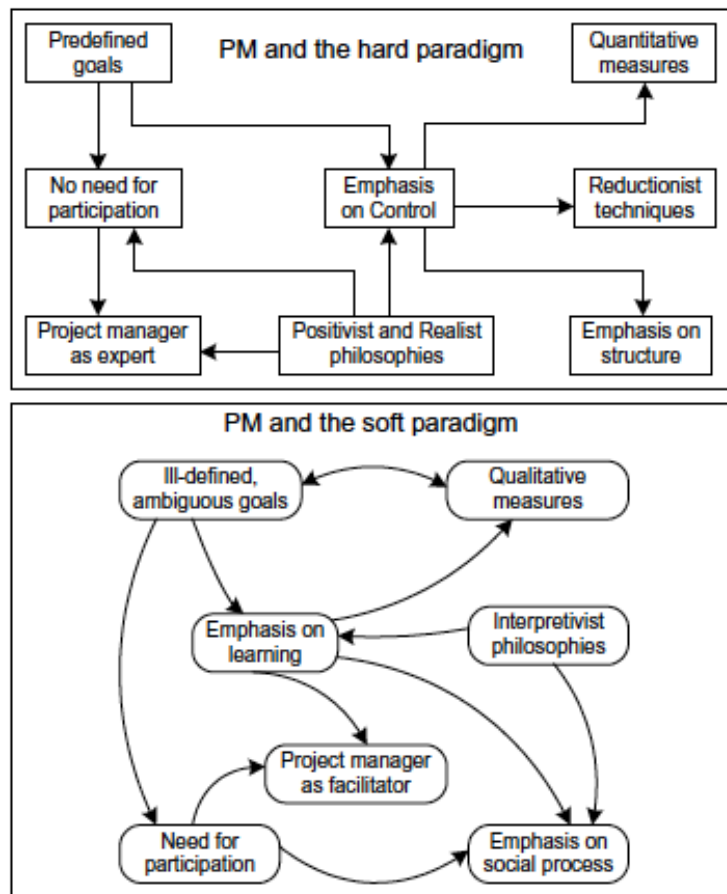 PM and the hard paradigm
Predefined
goals
Quantitative
measures
No need for
participation
Emphasis
on Control
Reductionist
techniques
Project manager
as expert
Positivist and Realist
philosophies
Emphasis on
structure
PM and the soft paradigm
Ill-defined,
ambiguous goals
Qualitative
measures
Emphasis on
learning
Interpretivist
philosophies
Project manager
as facilitator
Need for
participation
Emphasis on
social process